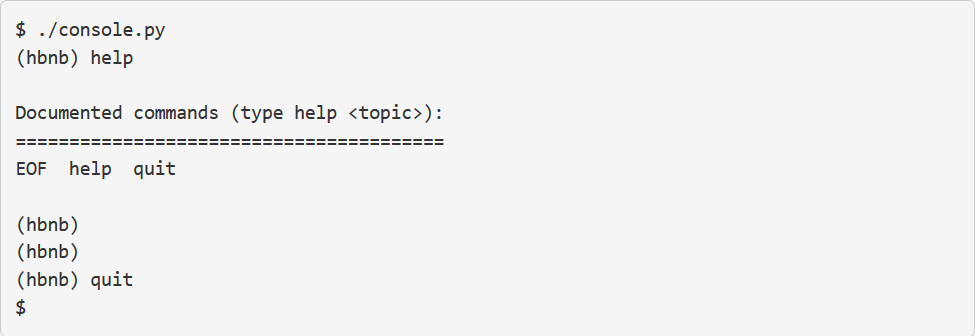 $ ./console.py
(hbnb) help
Documented commands (type help <topic>):
========================================
EOF  help  quit
(hbnb)
(hbnb)
(hbnb) quit
$